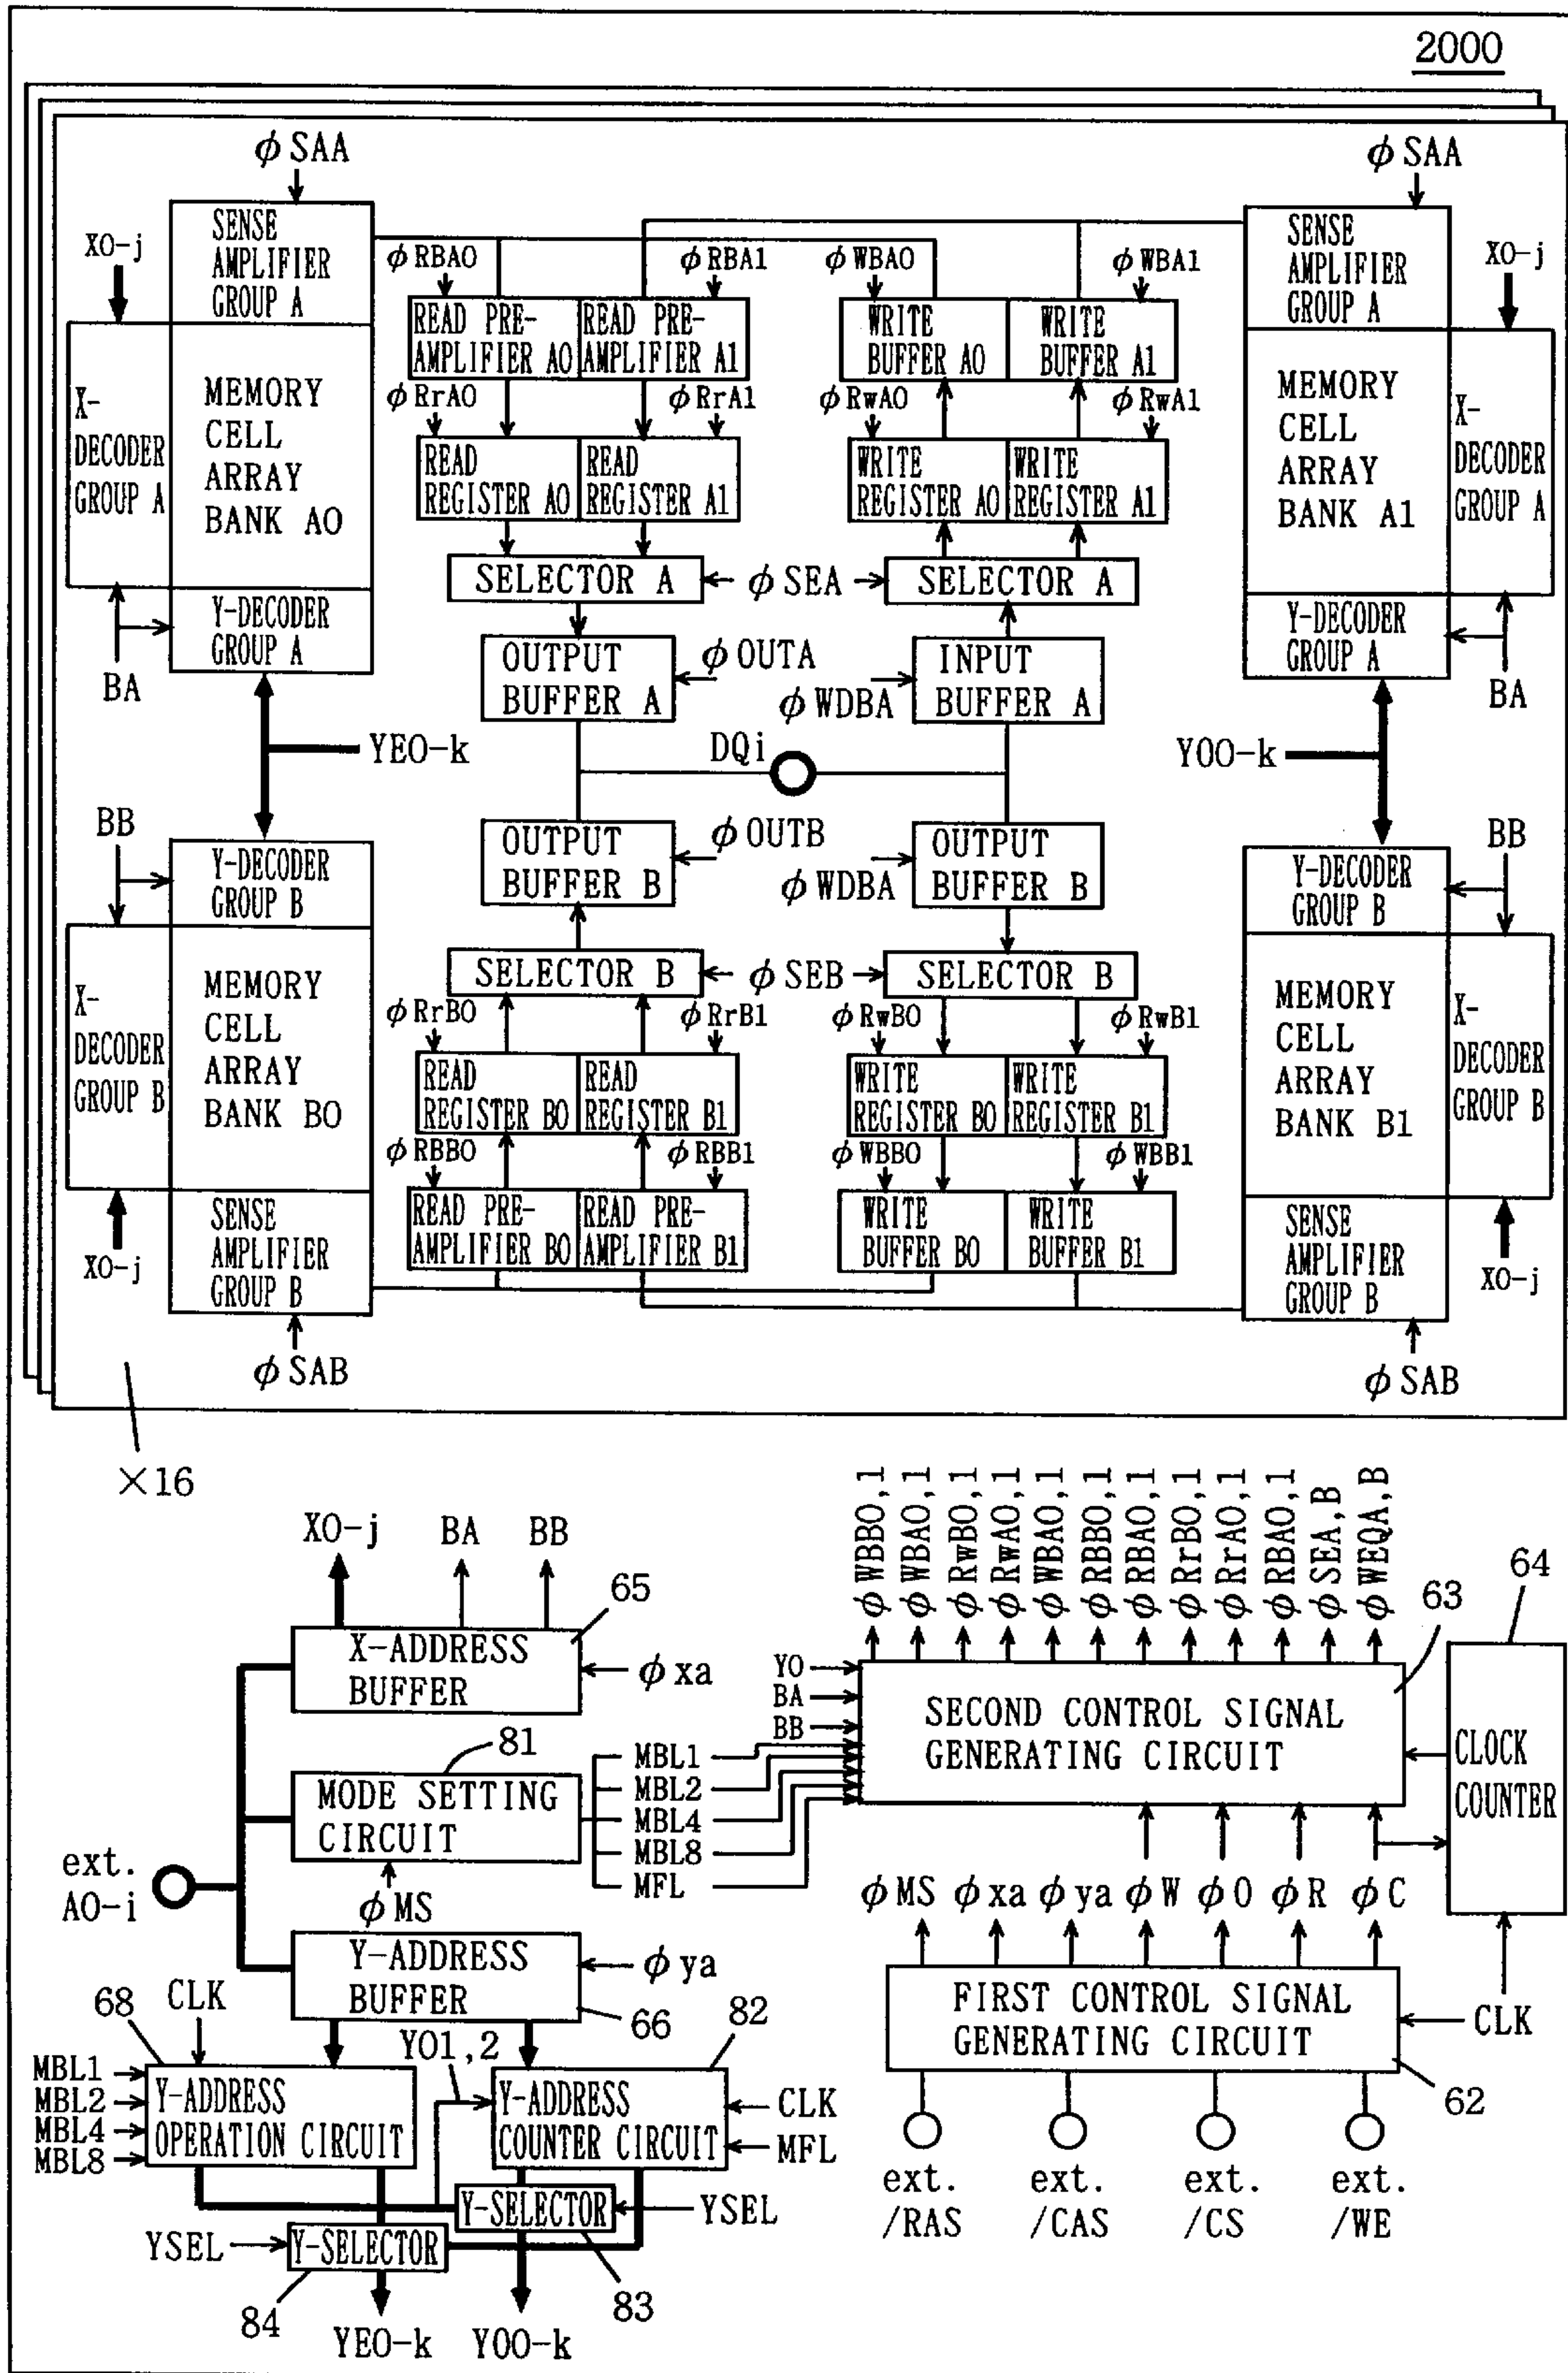 2000
φSAA
φSAA
SENSE
AMPLIFIER
GROUP A
X0-j
X-
DECODER
GROUP A
MEMORY
CELL
ARRAY
BANK A0
Y-DECODER
GROUP A
BA
φRBA0
φRBA1
φWBA0
φWBA1
READ PRE-
AMPLIFIER A0
READ PRE-
AMPLIFIER A1
WRITE
BUFFER A0
WRITE
BUFFER A1
φRrA0
φRrA1
φRwA0
φRwA1
READ
REGISTER A0
READ
REGISTER A1
WRITE
REGISTER A0
WRITE
REGISTER A1
SELECTOR A
φSEA
SELECTOR A
OUTPUT
BUFFER A
φOUTA
φWDBA
INPUT
BUFFER A
SENSE
AMPLIFIER
GROUP A
X0-j
MEMORY
CELL
ARRAY
BANK A1
X-
DECODER
GROUP A
Y-DECODER
GROUP A
BA
YE0-k
DQi
YO0-k
BB
Y-DECODER
GROUP B
X-
DECODER
GROUP B
MEMORY
CELL
ARRAY
BANK B0
SENSE
AMPLIFIER
GROUP B
X0-j
φSAB
OUTPUT
BUFFER B
φOUTB
φWDBA
OUTPUT
BUFFER B
SELECTOR B
φSEB
SELECTOR B
φRrB0
φRrB1
φRwB0
φRwB1
READ
REGISTER B0
READ
REGISTER B1
WRITE
REGISTER B0
WRITE
REGISTER B1
φRBB0
φRBB1
φWBB0
φWBB1
READ PRE-
AMPLIFIER B0
READ PRE-
AMPLIFIER B1
WRITE
BUFFER B0
WRITE
BUFFER B1
BB
Y-DECODER
GROUP B
MEMORY
CELL
ARRAY
BANK B1
X-
DECODER
GROUP B
SENSE
AMPLIFIER
GROUP B
X0-j
φSAB
×16
X0-j
BA
BB
65
X-ADDRESS
BUFFER
φxa
81
MODE SETTING
CIRCUIT
φMS
MBL1
MBL2
MBL4
MBL8
MFL
ext.
A0-i
Y-ADDRESS
BUFFER
φya
66
68
CLK
Y01,2
82
MBL1
MBL2
MBL4
MBL8
Y-ADDRESS
OPERATION CIRCUIT
Y-ADDRESS
COUNTER CIRCUIT
CLK
MFL
Y-SELECTOR
YSEL
YSEL
Y-SELECTOR
84
83
YE0-k
YO0-k
φWBB0,1
φWBA0,1
φRwB0,1
φRwA0,1
φWBA0,1
φRBB0,1
φRBA0,1
φRrB0,1
φRrA0,1
φRBA0,1
φSEA,B
φWEQA,B
63
64
Y0
BA
BB
SECOND CONTROL SIGNAL
GENERATING CIRCUIT
CLOCK
COUNTER
φMS
φxa
φya
φW
φO
φR
φC
FIRST CONTROL SIGNAL
GENERATING CIRCUIT
CLK
62
ext.
/RAS
ext.
/CAS
ext.
/CS
ext.
/WE